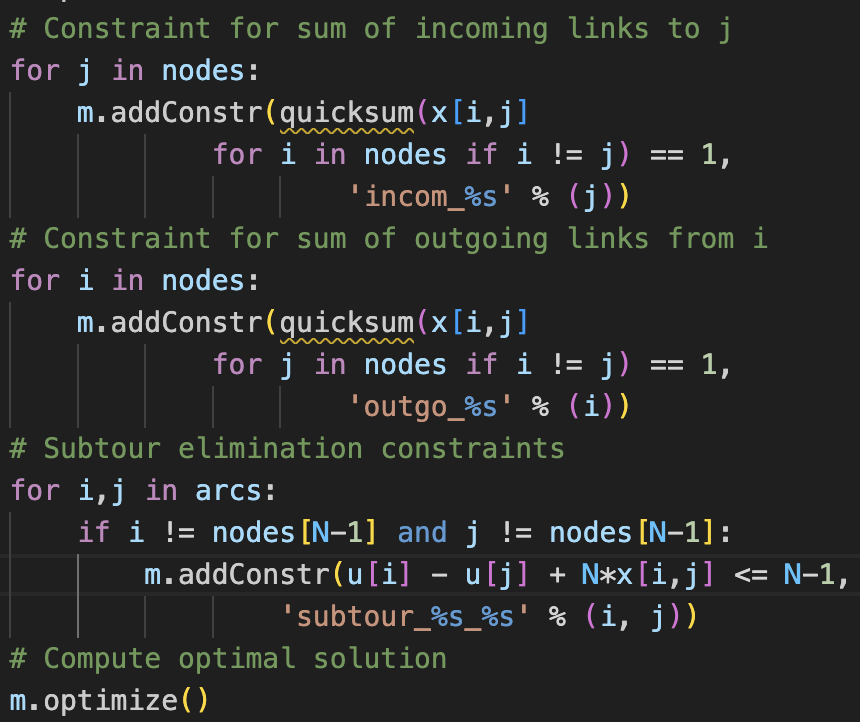 # Constraint for sum of incoming links to j
for j in nodes:
    m.addConstr(quicksum(x[i,j]
            for i in nodes if i != j) == 1,
                    'incom_%s' % (j))
# Constraint for sum of outgoing links from i
for i in nodes:
    m.addConstr(quicksum(x[i,j]
            for j in nodes if i != j) == 1,
                    'outgo_%s' % (i))
# Subtour elimination constraints
for i,j in arcs:
    if i != nodes[N-1] and j != nodes[N-1]:
        m.addConstr(u[i] - u[j] + N*x[i,j] <= N-1,
                'subtour_%s_%s' % (i, j))
# Compute optimal solution
m.optimize()